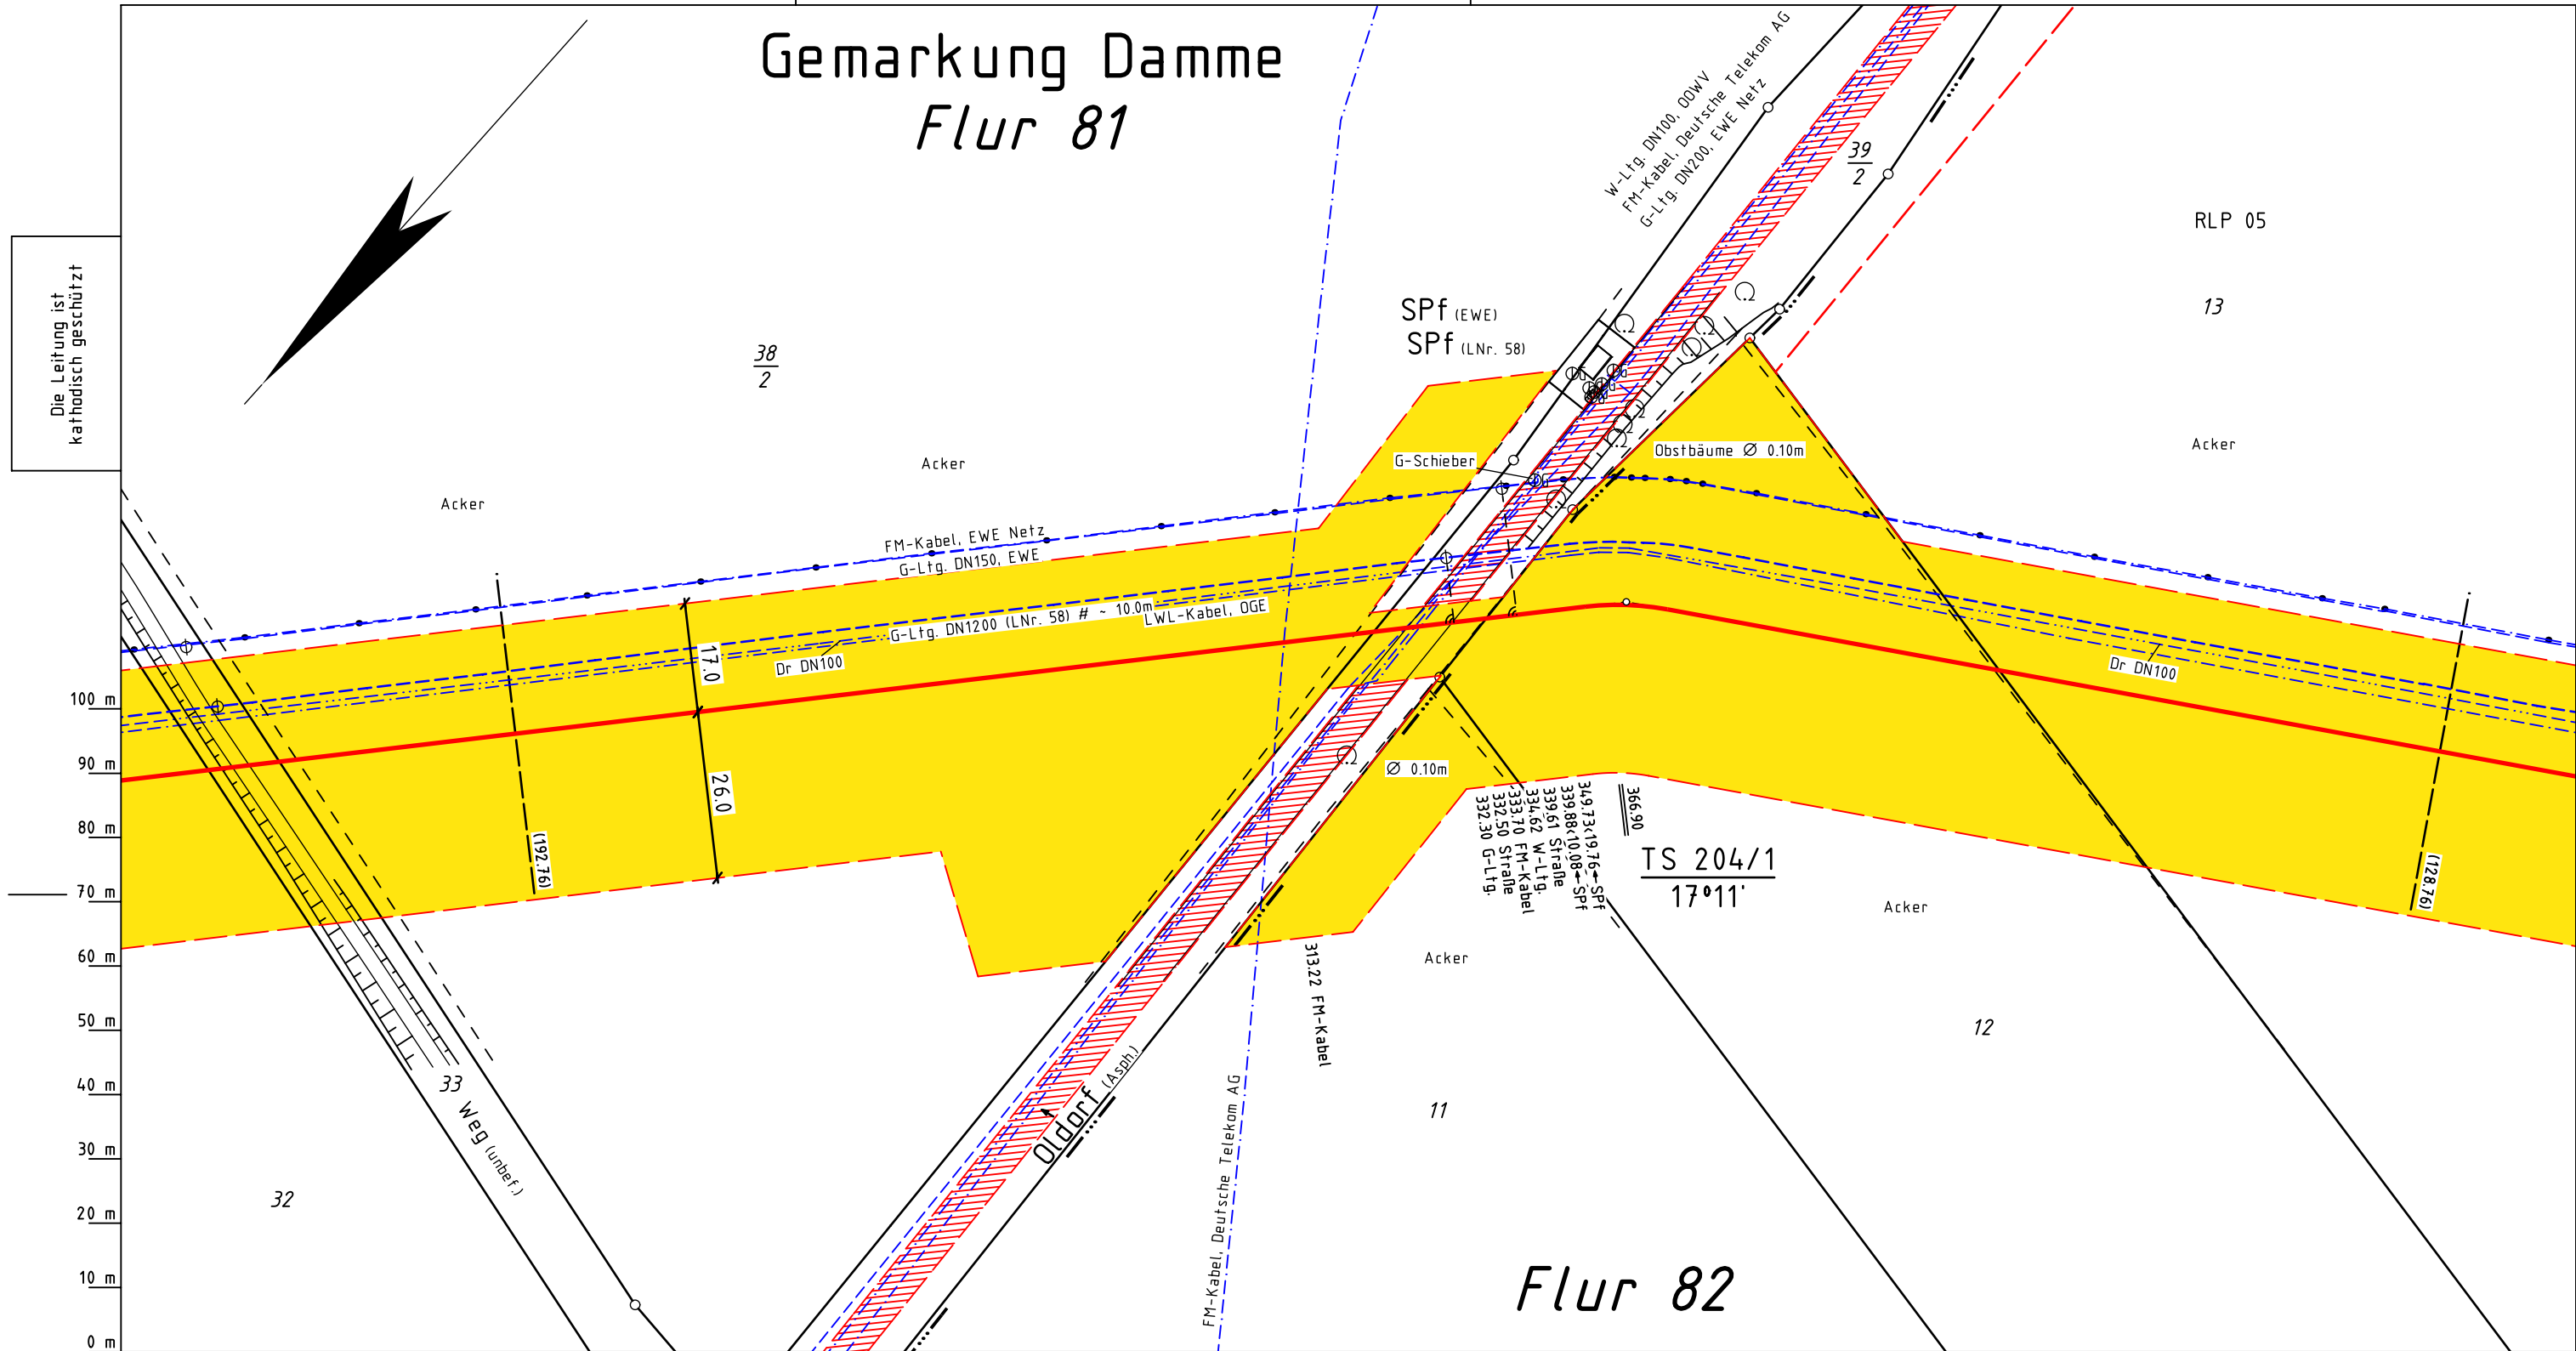 Gemarkung Damme
Flur 81
W-Ltg. DN100, OOWV
FM-Kabel, Deutsche Telekom AG
G-Ltg. DN200, EWE Netz
39
2
RLP 05
13
Die Leitung ist
kathodisch geschützt
SPf (EWE)
SPf (LNr. 58)
38
2
Acker
Acker
Acker
G-Schieber
Obstbäume Ø 0.10m
FM-Kabel, EWE Netz
G-Ltg. DN150, EWE
G-Ltg. DN1200 (LNr. 58) # ~ 10.0m
LWL-Kabel, OGE
Dr DN100
Dr DN100
17.0
26.0
(192.76)
(128.76)
Ø 0.10m
332.30 G-Ltg.
332.50 Straße
333.70 FM-Kabel
334.62 W-Ltg.
339.61 Straße
339.88<10.08←SPf
349.73<19.76←SPf
366.90
TS 204/1
17°11'
Acker
Acker
313.22 FM-Kabel
12
11
33
Weg (unbef.)
32
Oldorf (Asph.)
FM-Kabel, Deutsche Telekom AG
Flur 82
100 m
90 m
80 m
70 m
60 m
50 m
40 m
30 m
20 m
10 m
0 m